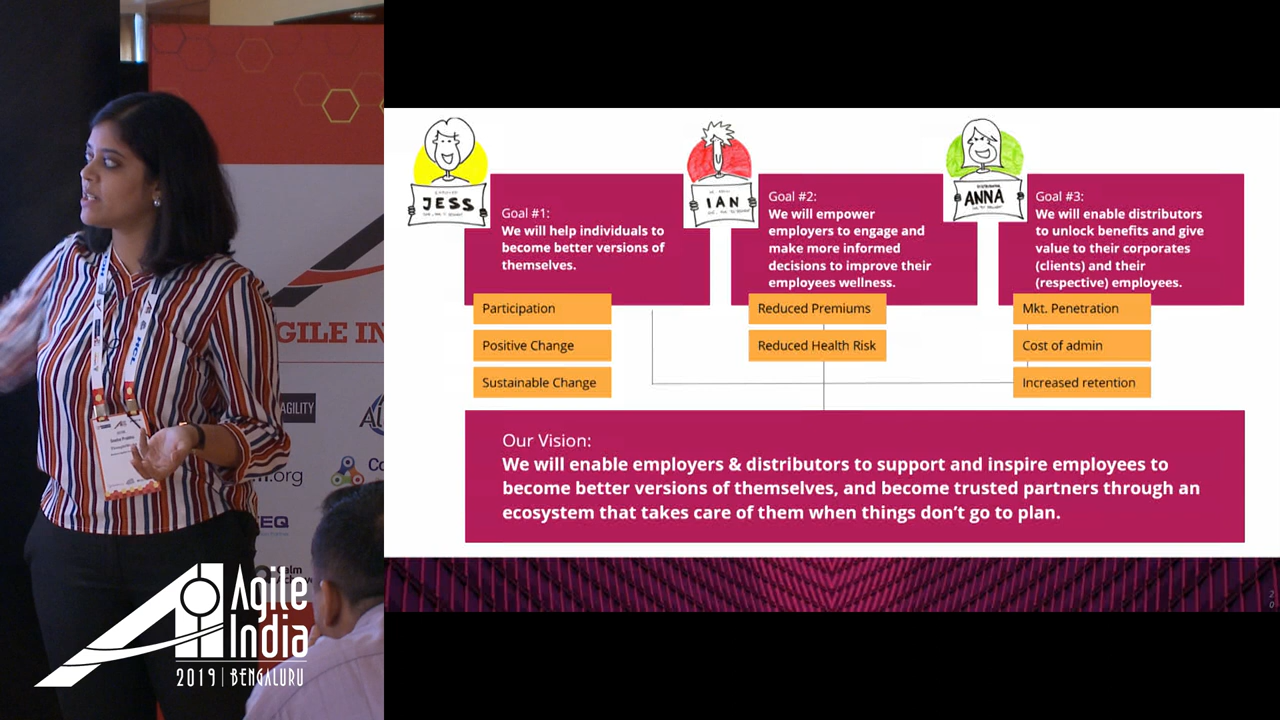 GILE IN
AGILITY
.org
EQ
Agile
India
2019 | BENGALURU
JESS
Goal #1:
We will help individuals to
become better versions of
themselves.
Participation
Positive Change
Sustainable Change
IAN
Goal #2:
We will empower
employers to engage and
make more informed
decisions to improve their
employees wellness.
Reduced Premiums
Reduced Health Risk
ANNA
Goal #3:
We will enable distributors
to unlock benefits and give
value to their corporates
(clients) and their
(respective) employees.
Mkt. Penetration
Cost of admin
Increased retention
Our Vision:
We will enable employers & distributors to support and inspire employees to
become better versions of themselves, and become trusted partners through an
ecosystem that takes care of them when things don't go to plan.
20